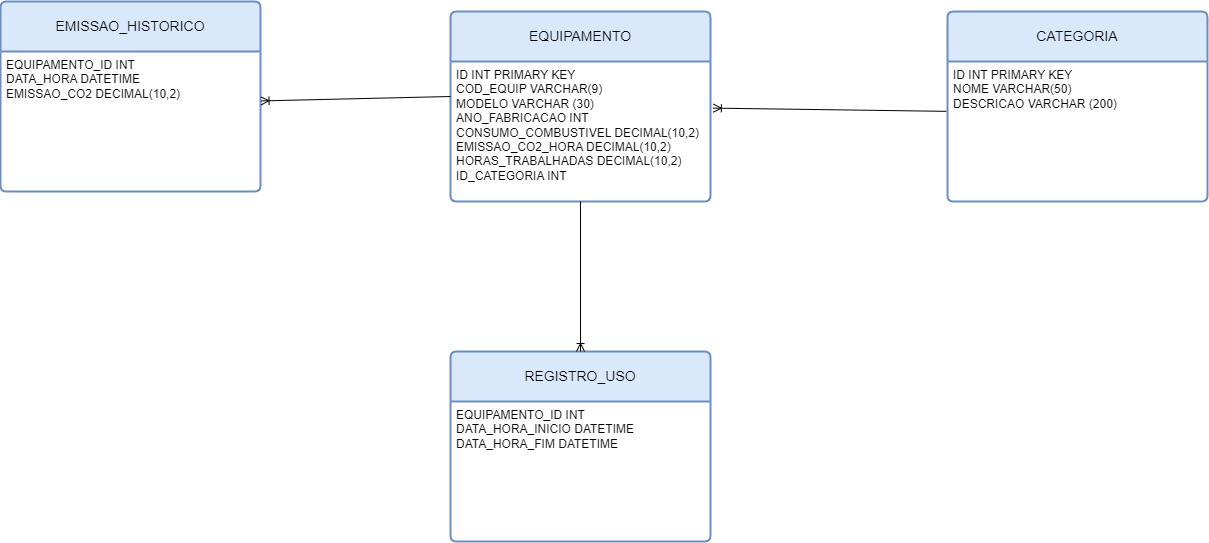 EMISSAO_HISTORICO
EQUIPAMENTO_ID INT
DATA_HORA DATETIME
EMISSAO_CO2 DECIMAL(10,2)
EQUIPAMENTO
ID INT PRIMARY KEY
COD_EQUIP VARCHAR(9)
MODELO VARCHAR (30)
ANO_FABRICACAO INT
CONSUMO_COMBUSTIVEL DECIMAL(10,2)
EMISSAO_CO2_HORA DECIMAL(10,2)
HORAS_TRABALHADAS DECIMAL(10,2)
ID_CATEGORIA INT
CATEGORIA
ID INT PRIMARY KEY
NOME VARCHAR(50)
DESCRICAO VARCHAR (200)
REGISTRO_USO
EQUIPAMENTO_ID INT
DATA_HORA_INICIO DATETIME
DATA_HORA_FIM DATETIME